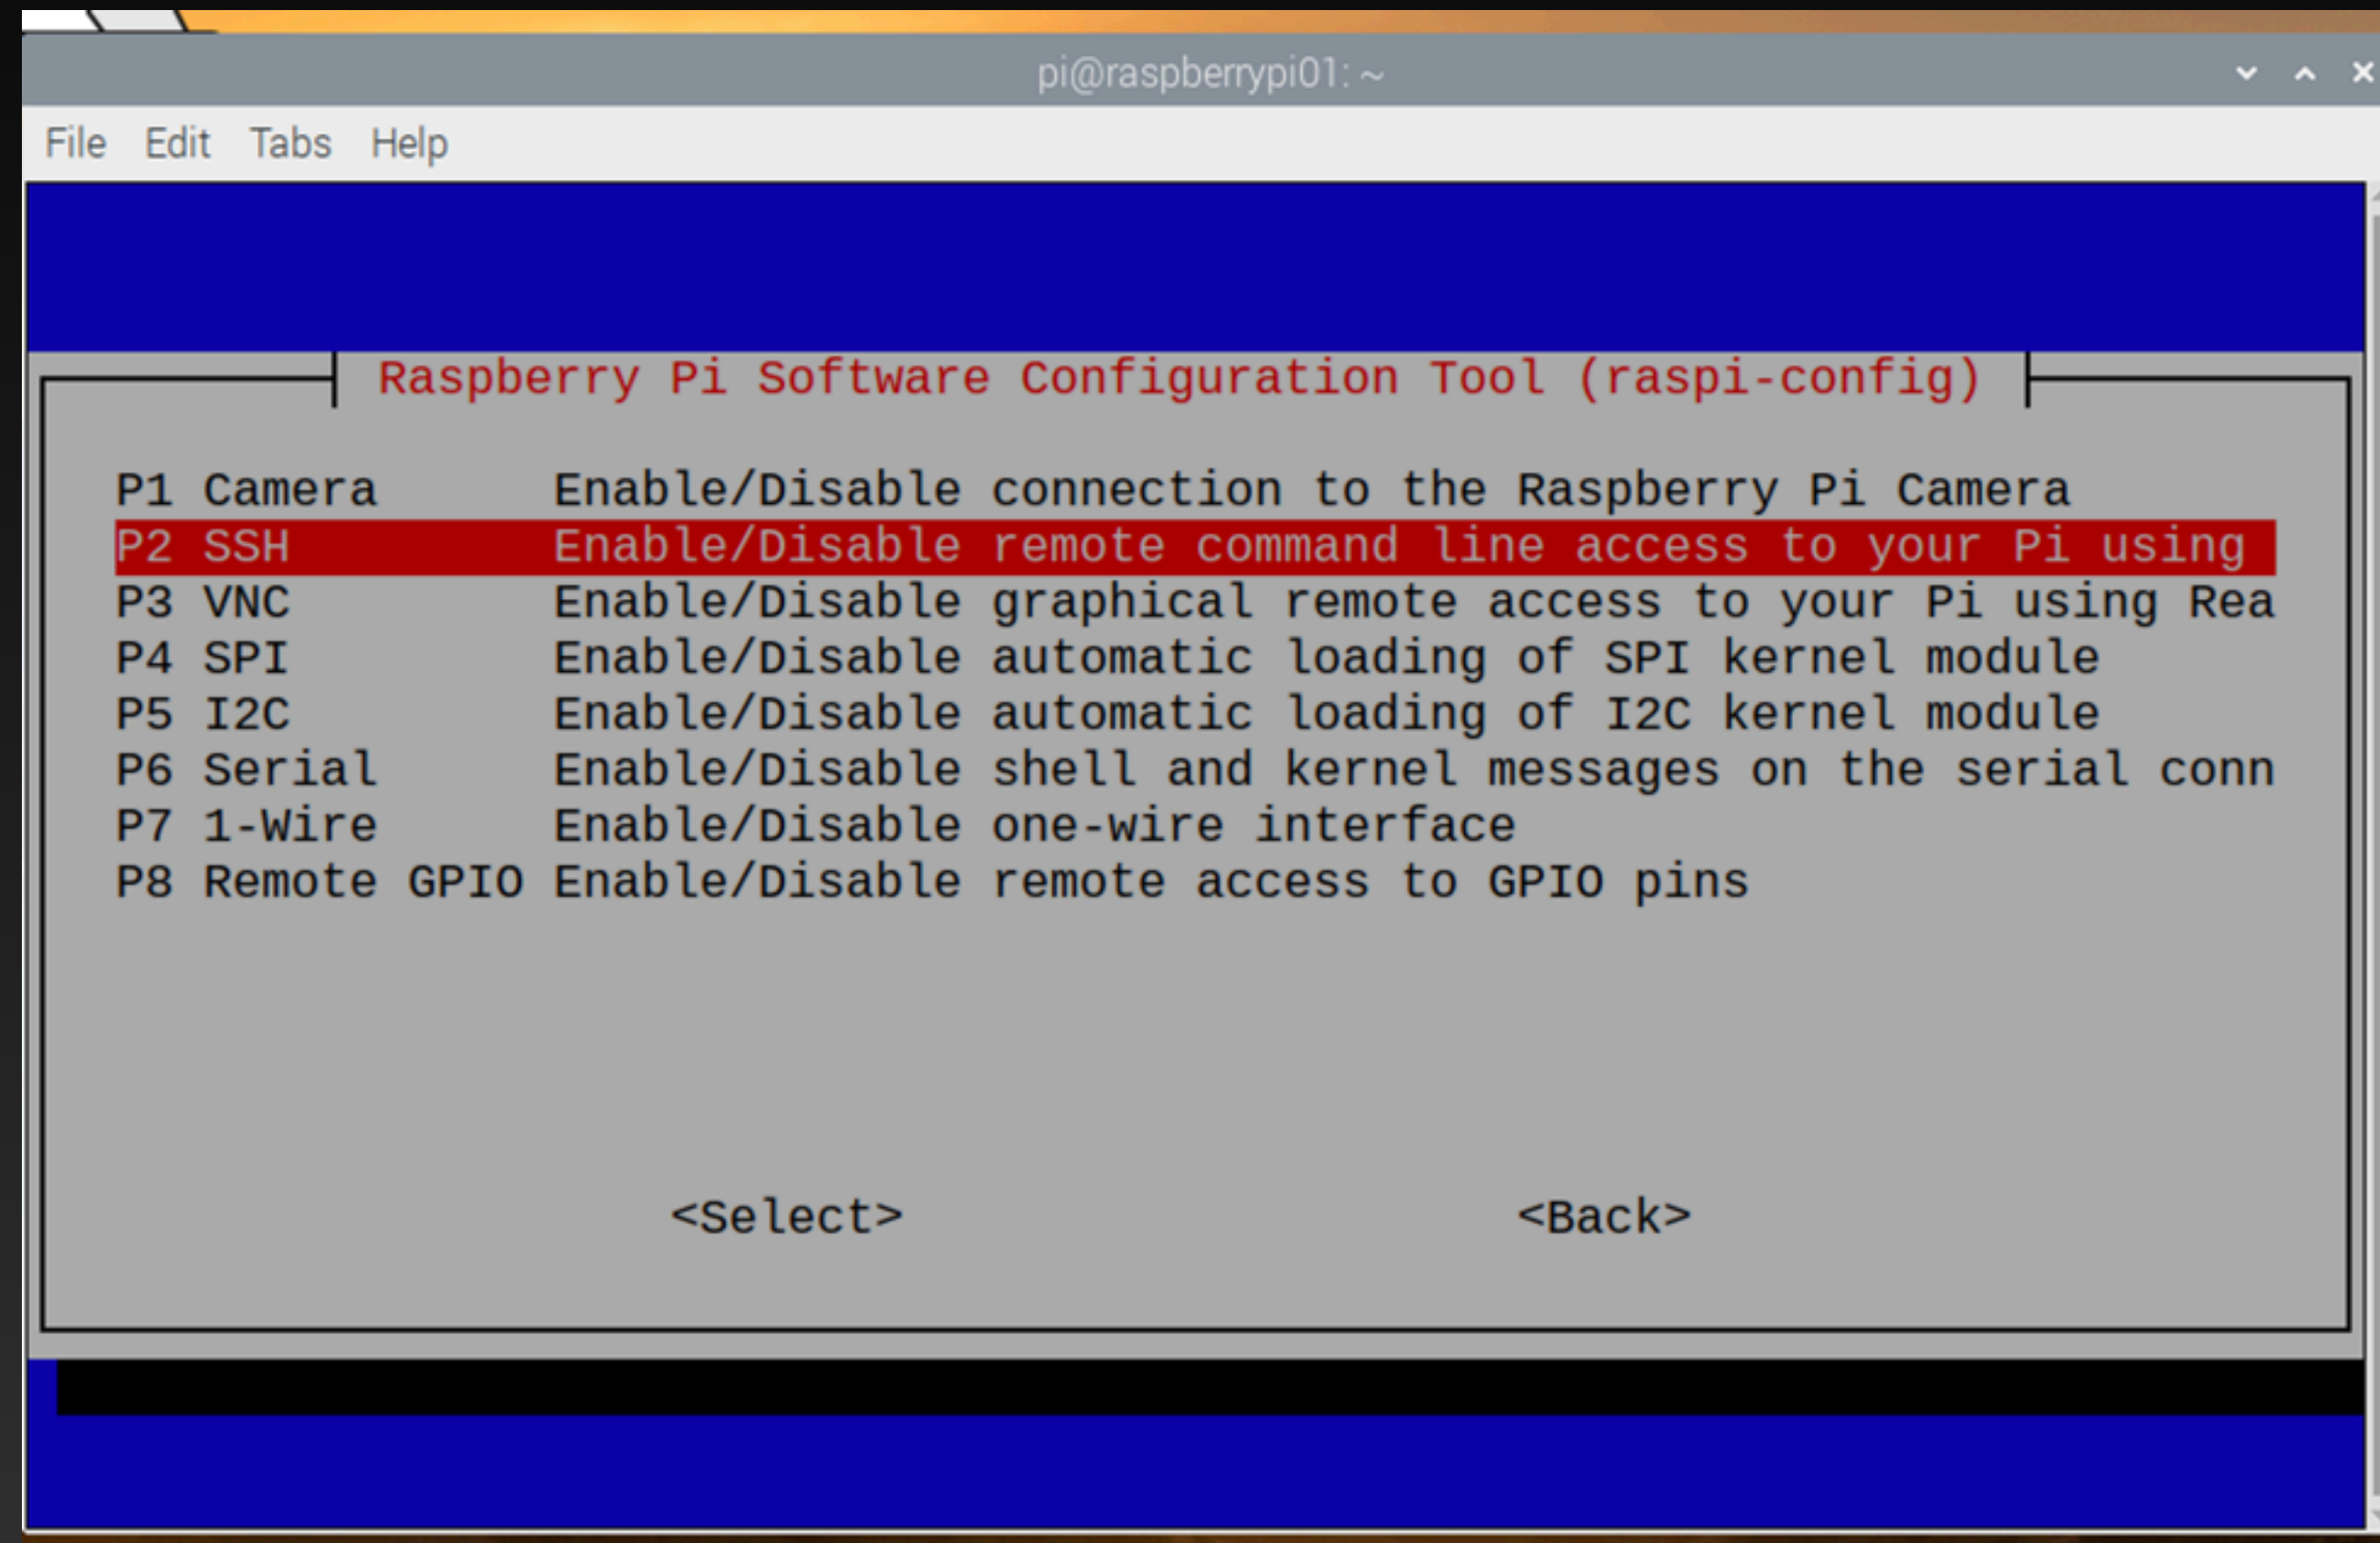 pi@raspberrypi01: ~
File Edit Tabs Help
Raspberry Pi Software Configuration Tool (raspi-config)
P1 Camera Enable/Disable connection to the Raspberry Pi Camera
P2 SSH Enable/Disable remote command line access to your Pi using
P3 VNC Enable/Disable graphical remote access to your Pi using Rea
P4 SPI Enable/Disable automatic loading of SPI kernel module
P5 I2C Enable/Disable automatic loading of I2C kernel module
P6 Serial Enable/Disable shell and kernel messages on the serial conn
P7 1-Wire Enable/Disable one-wire interface
P8 Remote GPIO Enable/Disable remote access to GPIO pins
<Select> <Back>